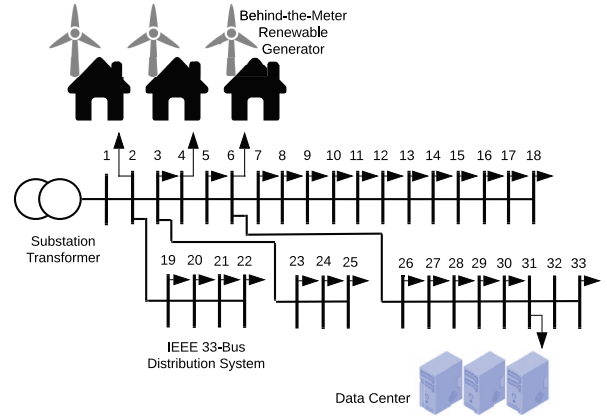 Behind-the-Meter
Renewable
Generator
1 2 3 4 5 6 7 8 9 10 11 12 13 14 15 16 17 18
Substation
Transformer
19 20 21 22 23 24 25 26 27 28 29 30 31 32 33
IEEE 33-Bus
Distribution System
Data Center